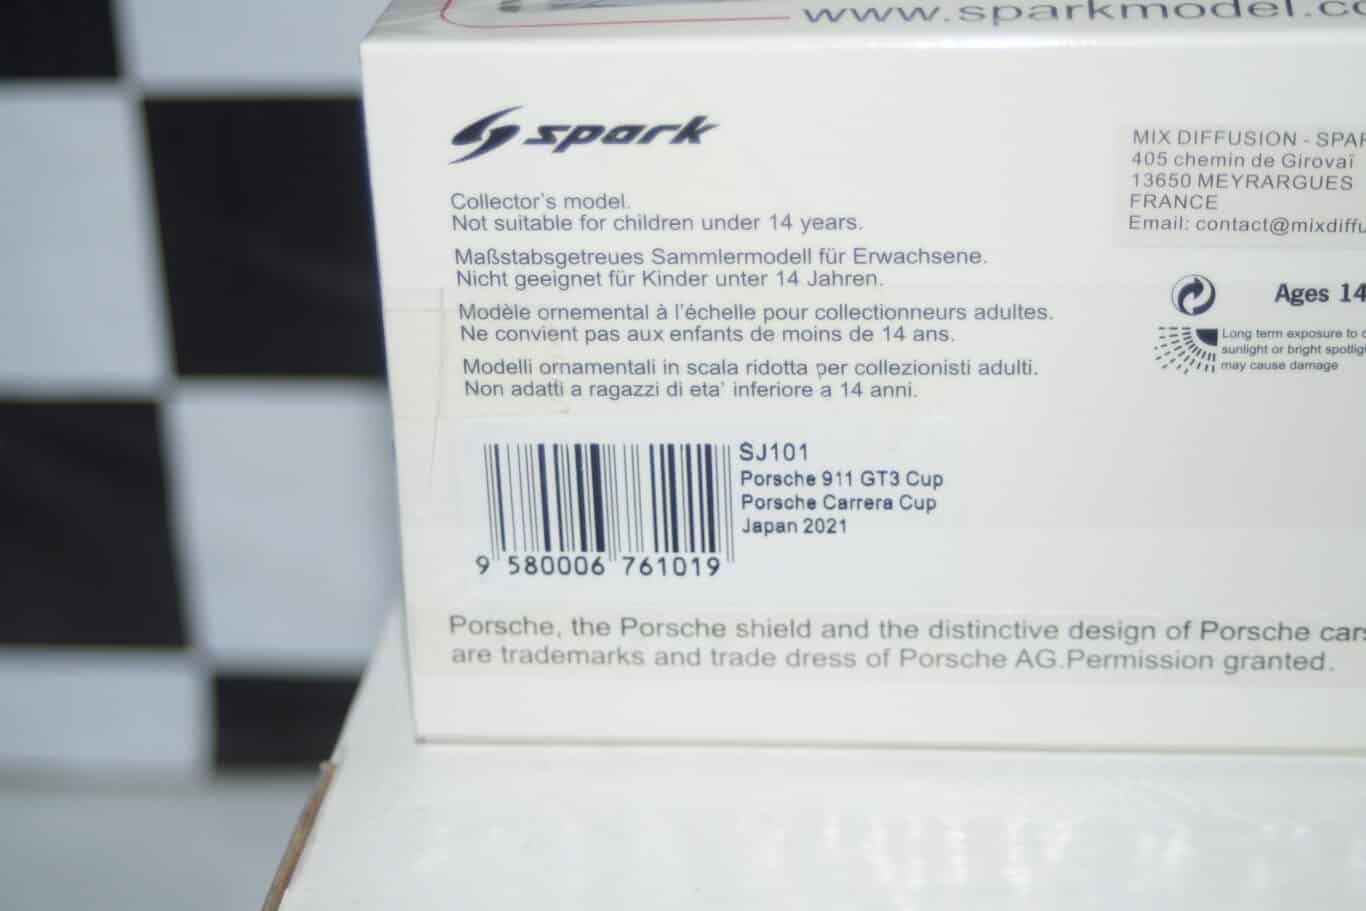 www.sparkmodel.co
spark
Collector's model.
Not suitable for children under 14 years.
Maßstabsgetreues Sammlermodell für Erwachsene.
Nicht geeignet für Kinder unter 14 Jahren.
Modèle ornemental à l'échelle pour collectionneurs adultes.
Ne convient pas aux enfants de moins de 14 ans.
Modelli ornamentali in scala ridotta per collezionisti adulti.
Non adatti a ragazzi di eta' inferiore a 14 anni.
MIX DIFFUSION - SPAR
405 chemin de Girovaï
13650 MEYRARGUES
FRANCE
Email: contact@mixdiffu
Ages 14
Long term exposure to
sunlight or bright spotlig
may cause damage
SJ101
Porsche 911 GT3 Cup
Porsche Carrera Cup
Japan 2021
9 580006 761019
Porsche, the Porsche shield and the distinctive design of Porsche cars
are trademarks and trade dress of Porsche AG.Permission granted.